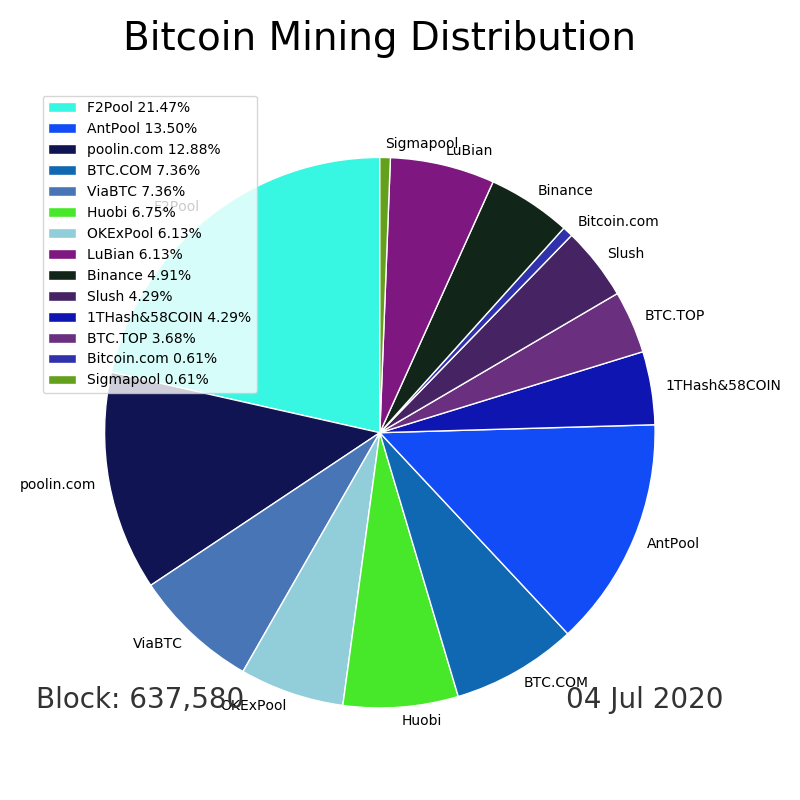 Bitcoin Mining Distribution
F2Pool 21.47%
AntPool 13.50%
poolin.com 12.88%
BTC.COM 7.36%
ViaBTC 7.36%
Huobi 6.75%
OKExPool 6.13%
LuBian 6.13%
Binance 4.91%
Slush 4.29%
1THash&58COIN 4.29%
BTC.TOP 3.68%
Bitcoin.com 0.61%
Sigmapool 0.61%
F2Pool
Sigmapool
LuBian
Binance
Bitcoin.com
Slush
BTC.TOP
1THash&58COIN
AntPool
BTC.COM
Huobi
OKExPool
ViaBTC
poolin.com
Block: 637,580
04 Jul 2020